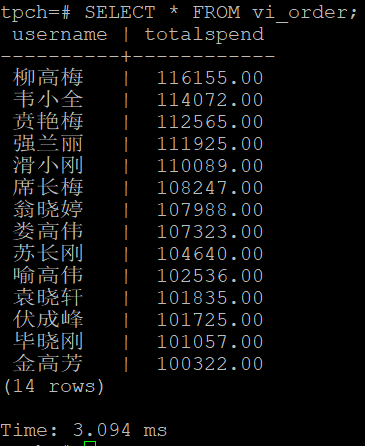 tpch=# SELECT * FROM vi_order;
username | totalspend
----------+------------
柳高梅 | 116155.00
韦小全 | 114072.00
贲艳梅 | 112565.00
强兰丽 | 111925.00
滑小刚 | 110089.00
席长梅 | 108247.00
翁晓婷 | 107988.00
娄高伟 | 107323.00
苏长刚 | 104640.00
喻高伟 | 102536.00
袁晓轩 | 101835.00
伏成峰 | 101725.00
毕晓刚 | 101057.00
金高芳 | 100322.00
(14 rows)
Time: 3.094 ms